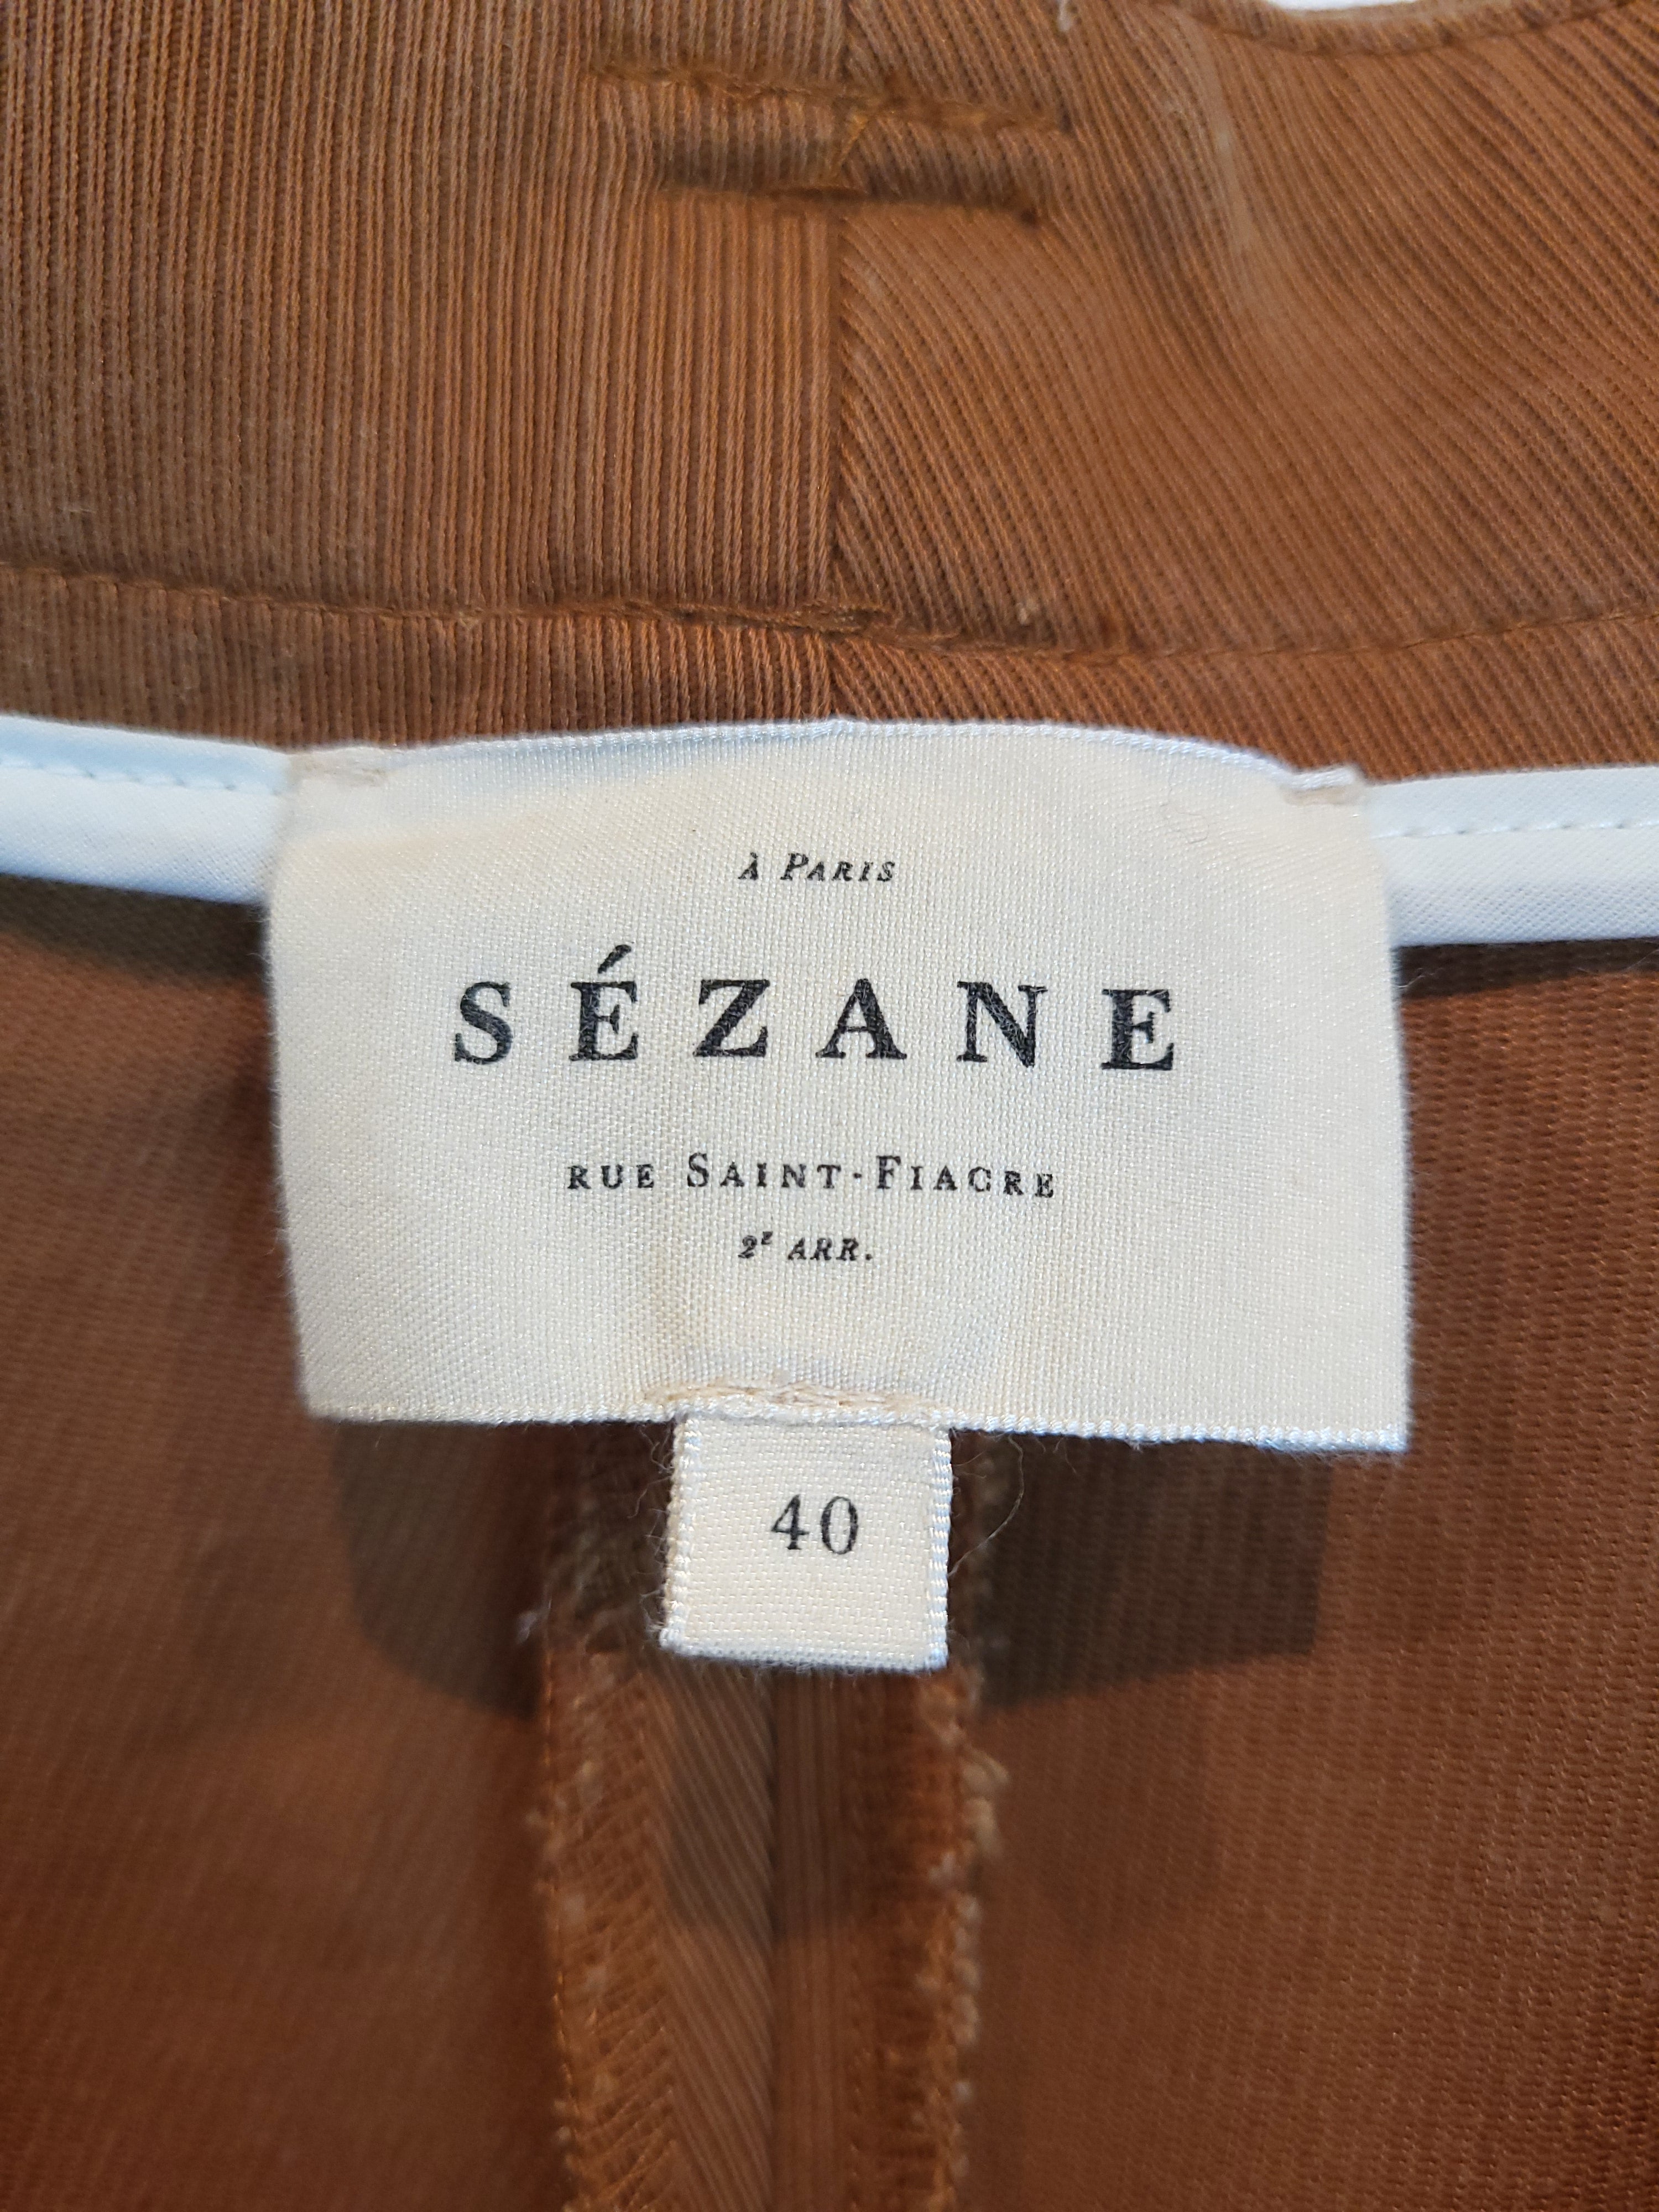 À PARIS
SÉZANE
RUE SAINT-FIACRE
2E ARR.
40